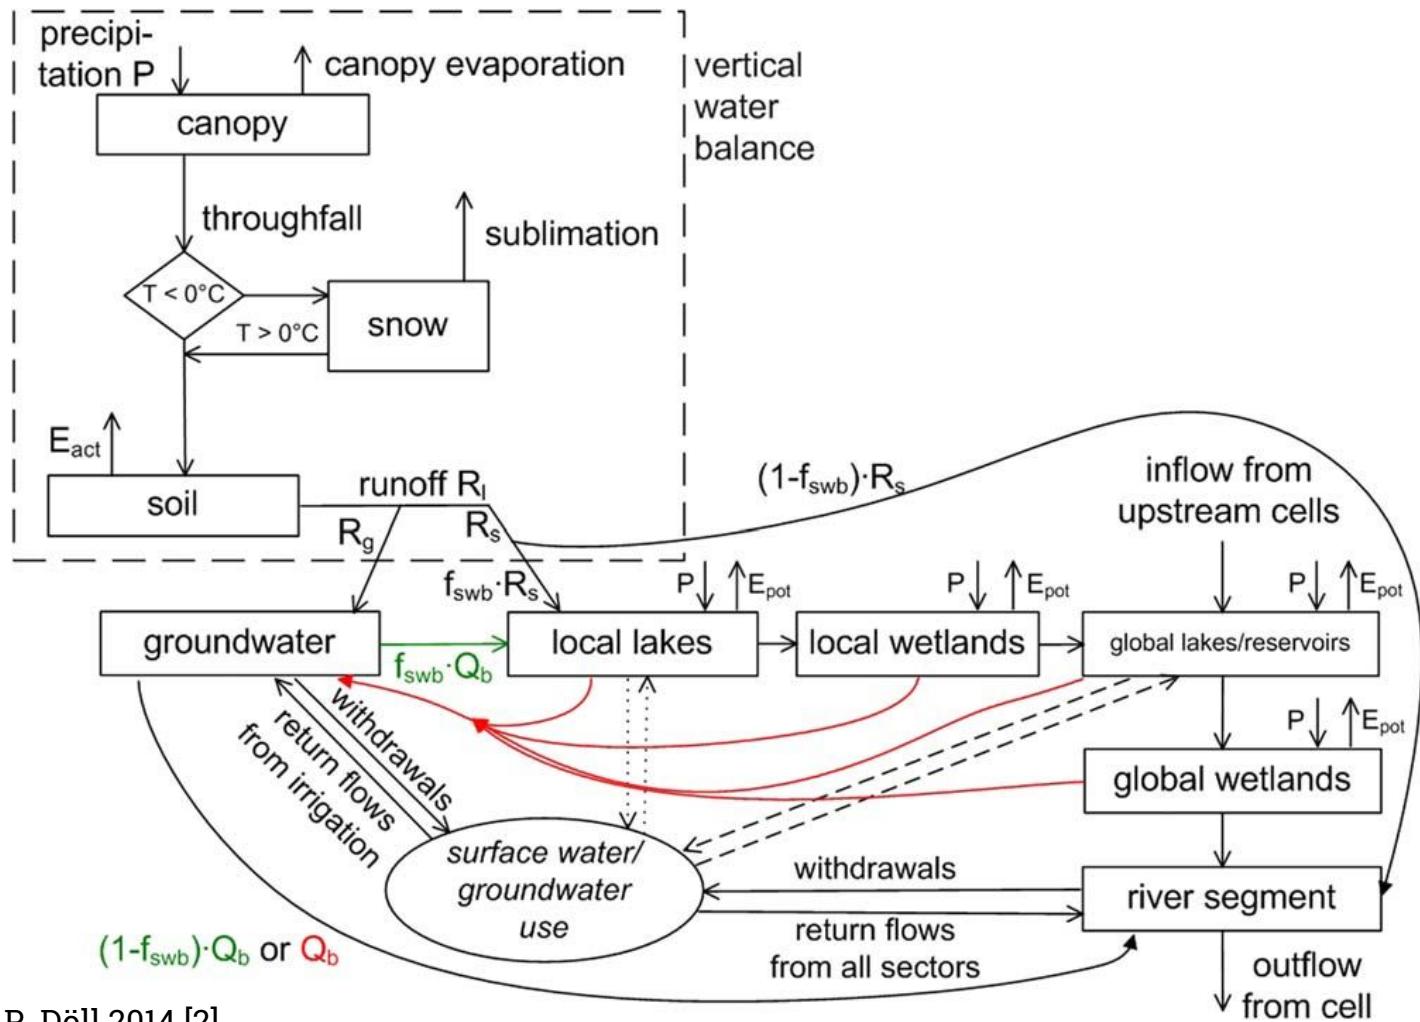 precipi-
tation P
canopy evaporation
vertical
water
balance
canopy
throughfall
sublimation
T < 0°C
snow
T > 0°C
E_act
soil
runoff R_l
R_g
R_s
(1-f_swb)·R_s
inflow from
upstream cells
f_swb·R_s
P
E_pot
P
E_pot
P
E_pot
groundwater
f_swb·Q_b
local lakes
local wetlands
global lakes/reservoirs
P
E_pot
global wetlands
withdrawals
return flows
from irrigation
surface water/
groundwater
use
withdrawals
return flows
from all sectors
river segment
(1-f_swb)·Q_b or Q_b
outflow
from cell
P. Döll 2014 [2]